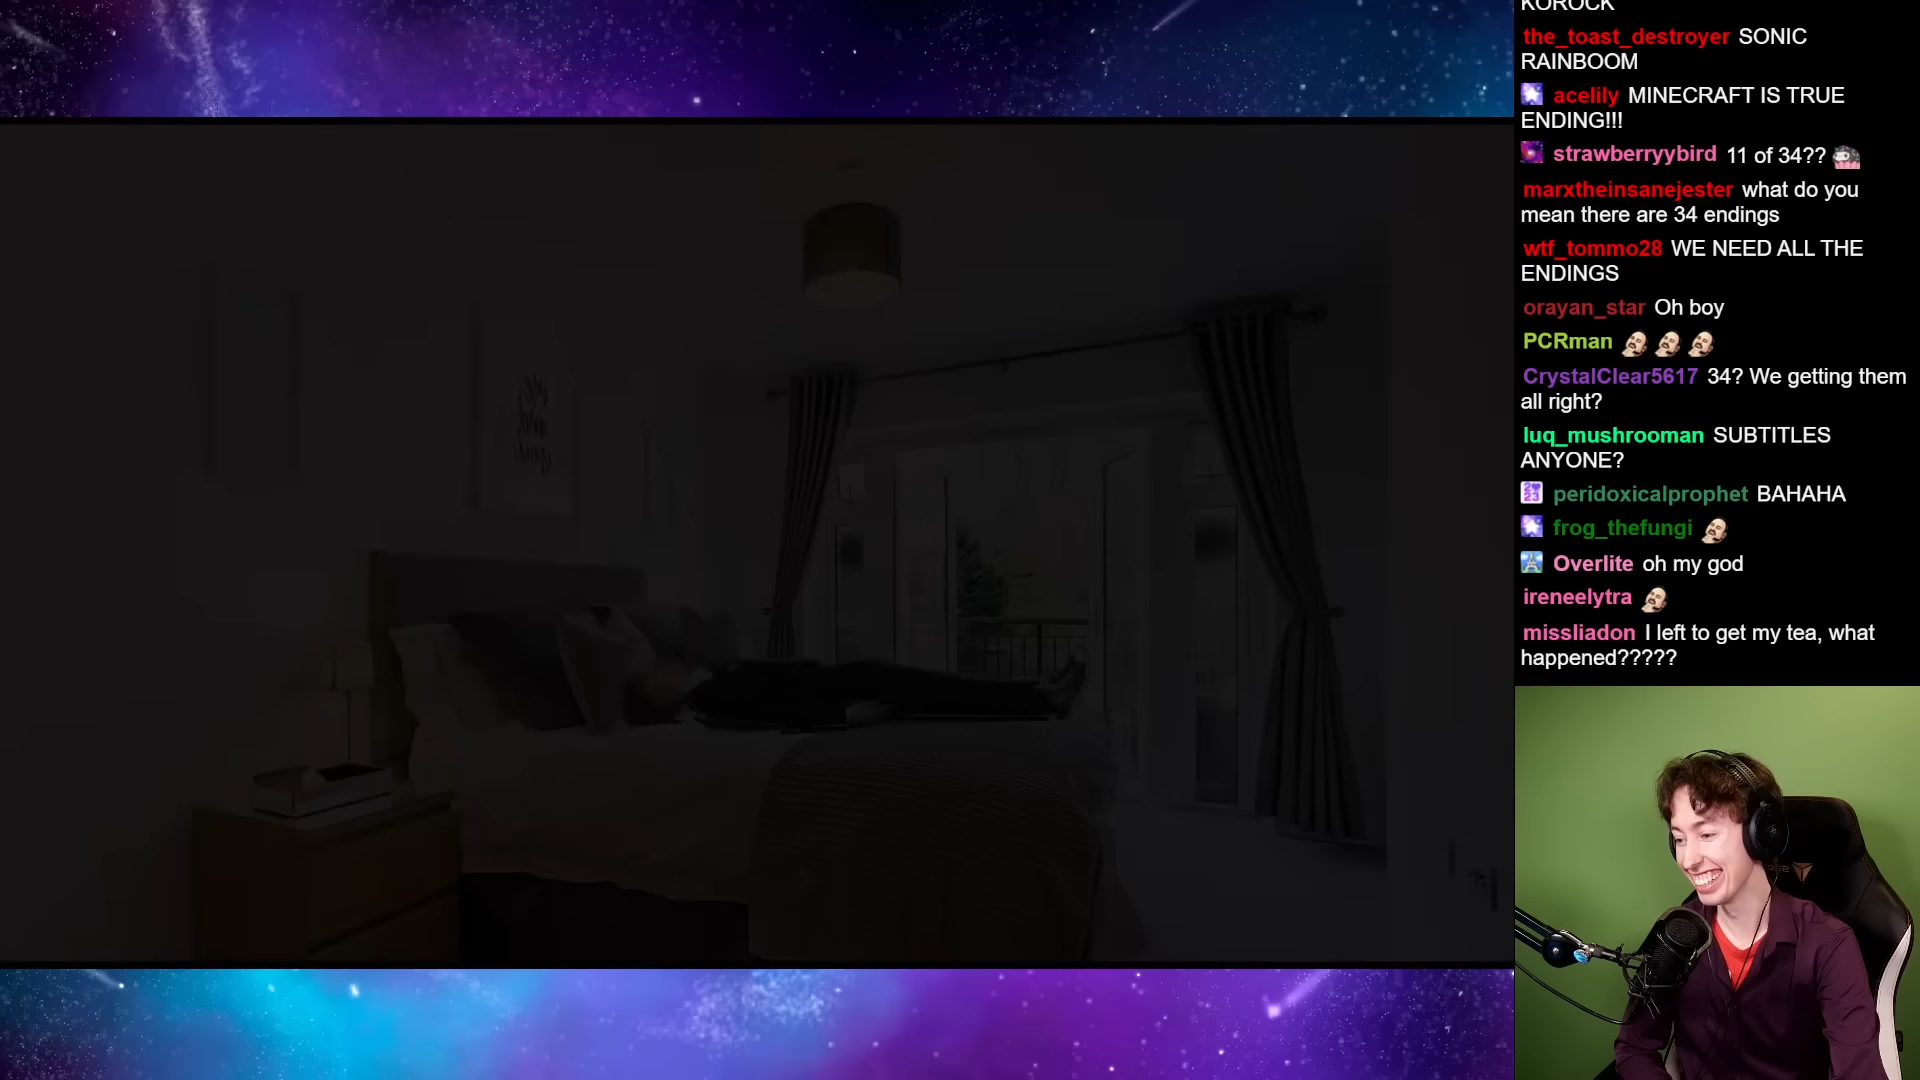 KOROCK
the_toast_destroyer SONIC
RAINBOOM
acelily MINECRAFT IS TRUE
ENDING!!!
strawberryybird 11 of 34??
marxtheinsanejester what do you
mean there are 34 endings
wtf_tommo28 WE NEED ALL THE
ENDINGS
orayan_star Oh boy
PCRman
CrystalClear5617 34? We getting them
all right?
luq_mushrooman SUBTITLES
ANYONE?
peridoxicalprophet BAHAHA
frog_thefungi
Overlite oh my god
ireneelytra
missliadon I left to get my tea, what
happened?????